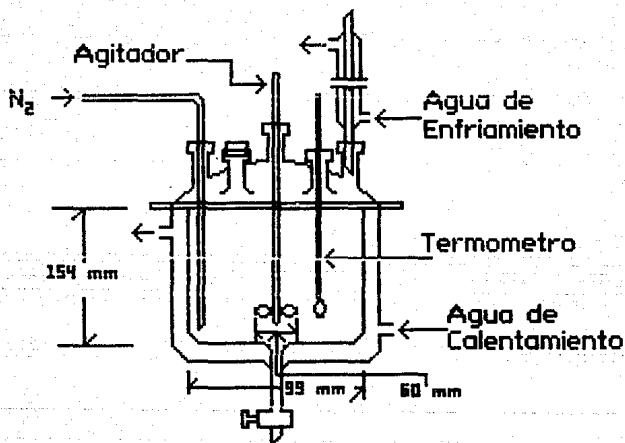 Agitador
N₂
Agua de
Enfriamiento
Termometro
154 mm
Agua de
Calentamiento
99 mm
60 mm